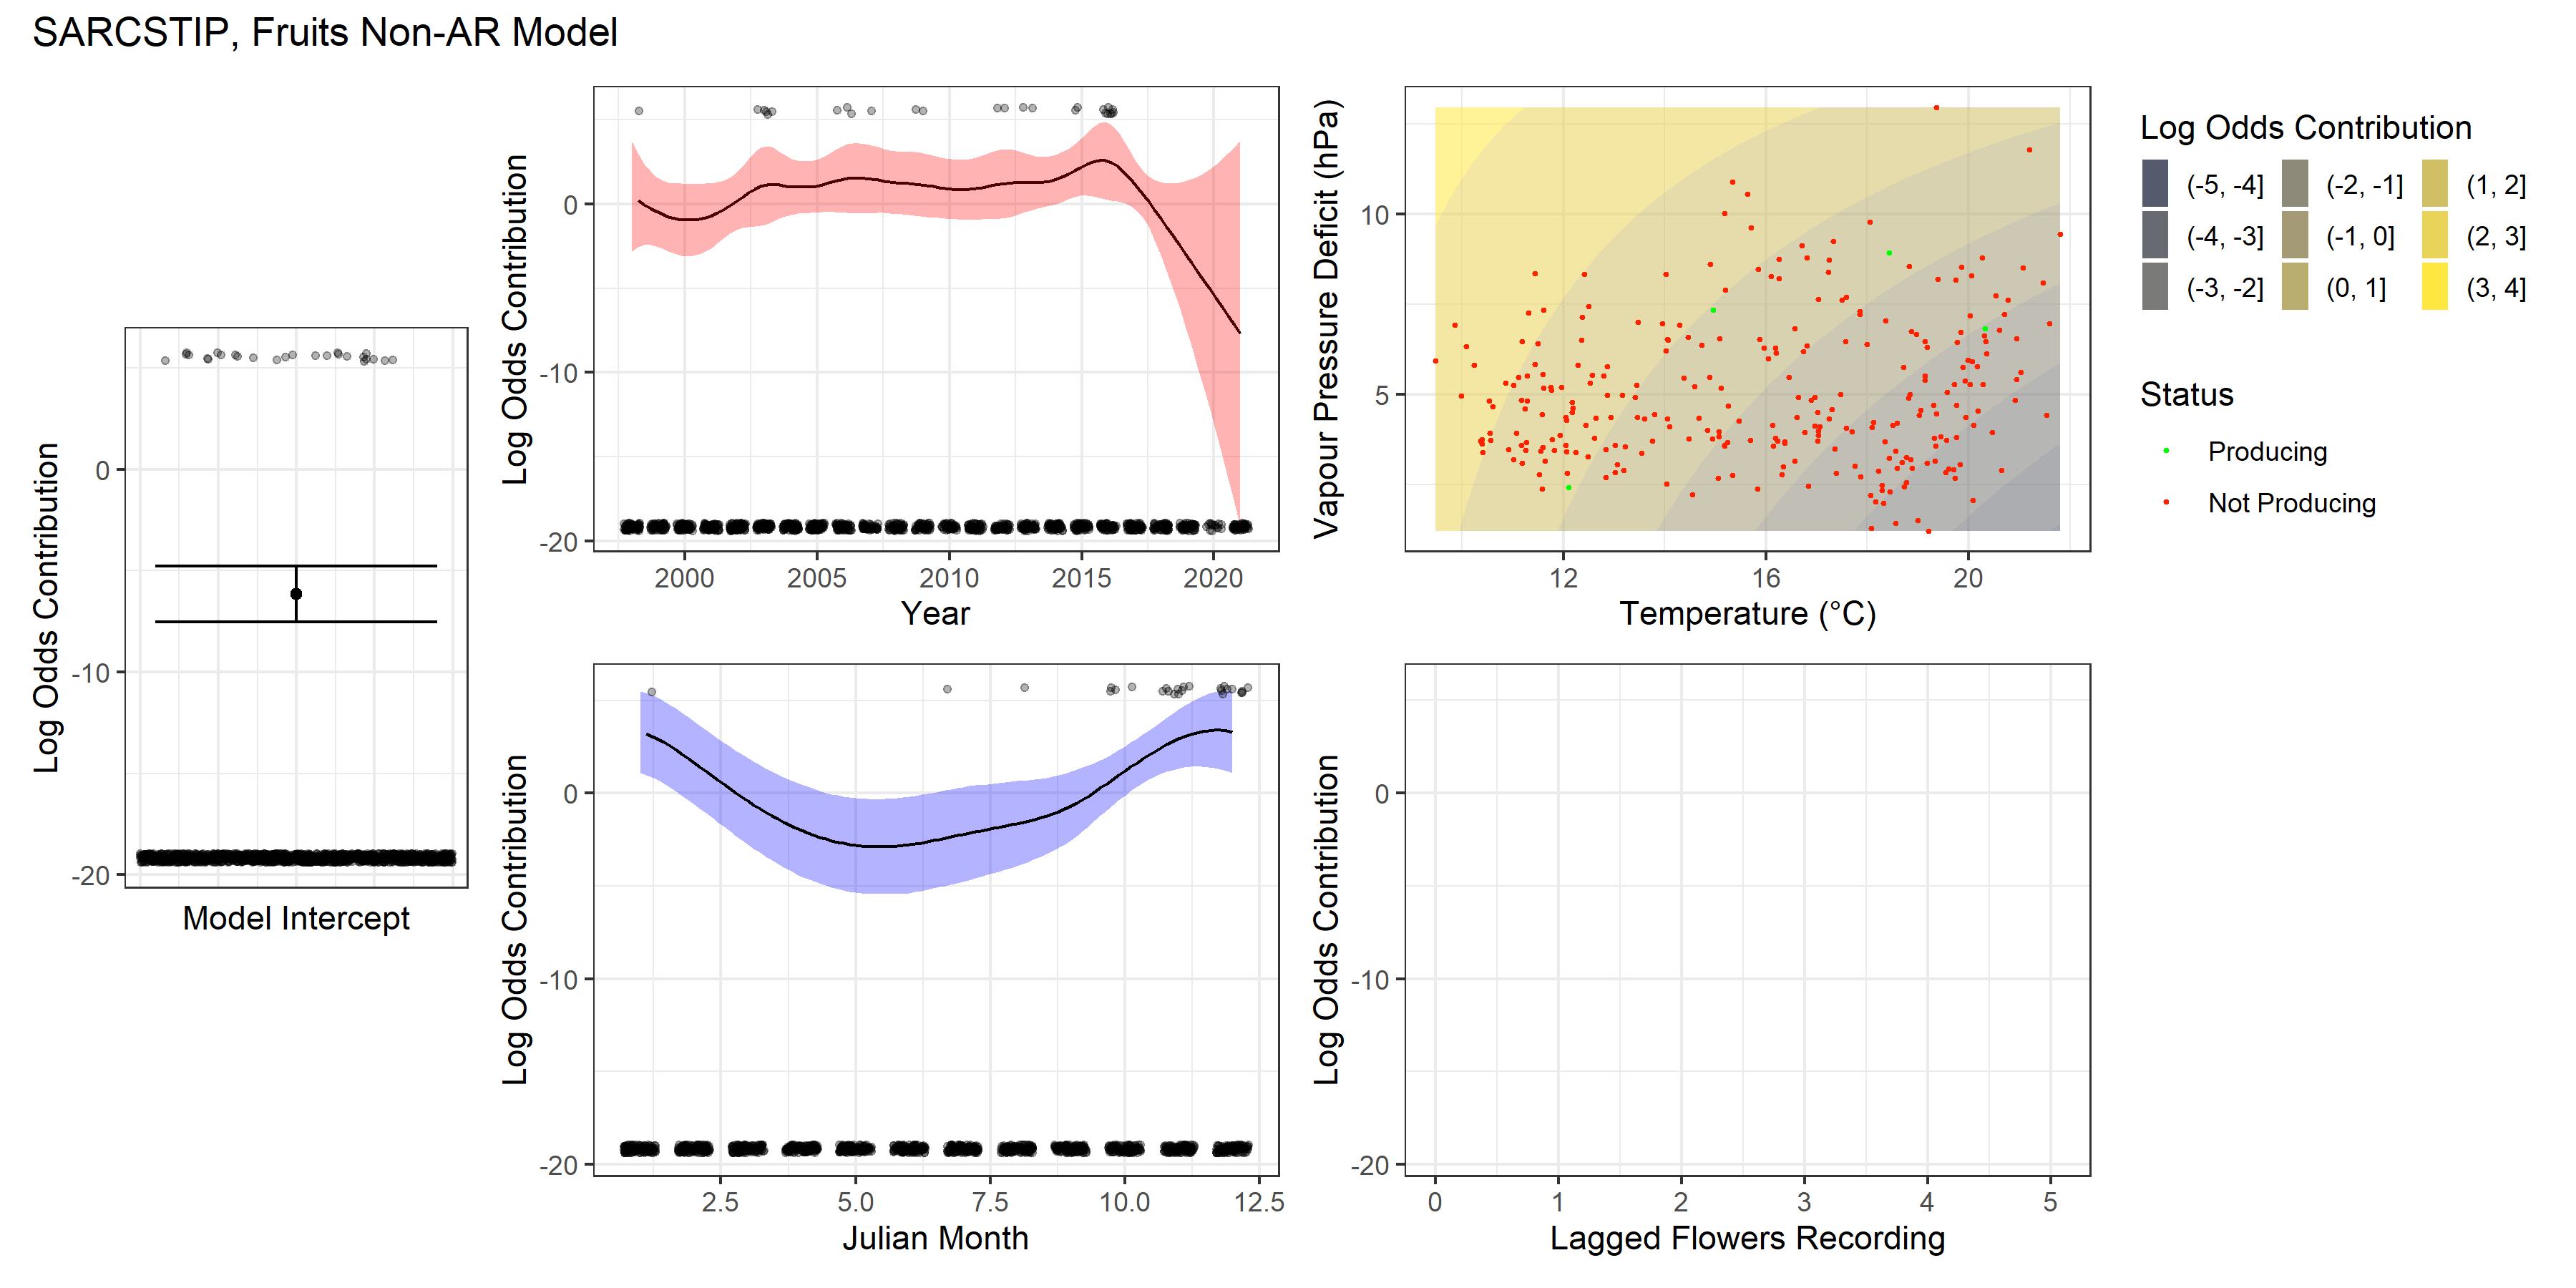 SARCSTIP, Fruits Non-AR Model
Log Odds Contribution
0
-10
-20
Model Intercept
Log Odds Contribution
0
-10
-20
2000 2005 2010 2015 2020
Year
Vapour Pressure Deficit (hPa)
10
5
12 16 20
Temperature (°C)
Log Odds Contribution
(-5, -4] (-2, -1] (1, 2]
(-4, -3] (-1, 0] (2, 3]
(-3, -2] (0, 1] (3, 4]
Status
Producing
Not Producing
Log Odds Contribution
0
-10
-20
2.5 5.0 7.5 10.0 12.5
Julian Month
Log Odds Contribution
0
-10
-20
0 1 2 3 4 5
Lagged Flowers Recording